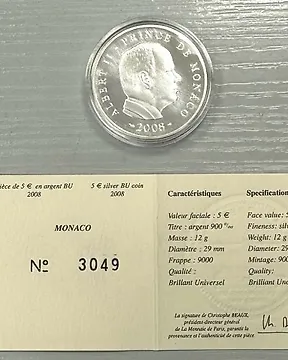 ALBERT II PRINCE DE MONACO
-2008-
pièce de 5 € en argent BU
2008
5 € silver BU coin
2008
MONACO
Nº 3049
Caractéristiques
Valeur faciale : 5 €
Titre : argent 900 ‰
Masse : 12 g
Diamètre : 29 mm
Frappe : 9000
Qualité :
Brillant Universel
Specification
Face value: 5
Fineness: silv
Weight: 12 g
Diameter: 29
Mintage: 900
Quality:
Brilliant Unive
La signature de Christophe BEAUX,
président directeur général
de La Monnaie de Paris, garantit la
provenance et l'authenticité de cette pièce.